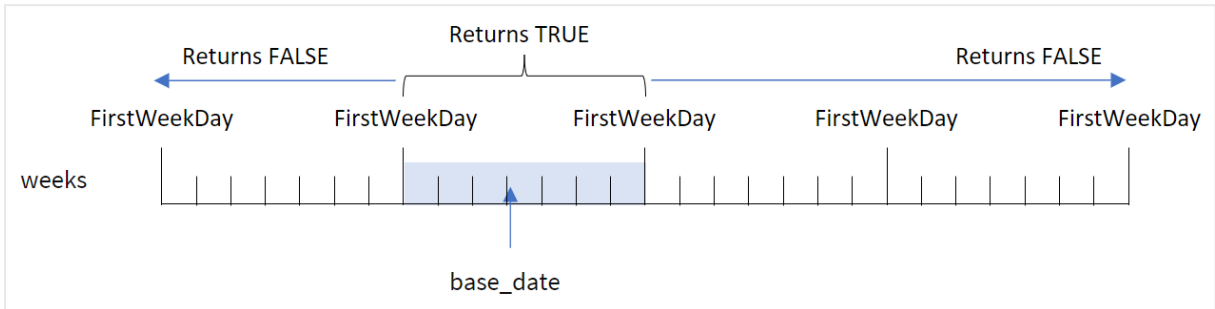 Returns TRUE
Returns FALSE
Returns FALSE
FirstWeekDay
FirstWeekDay
FirstWeekDay
FirstWeekDay
FirstWeekDay
weeks
base_date